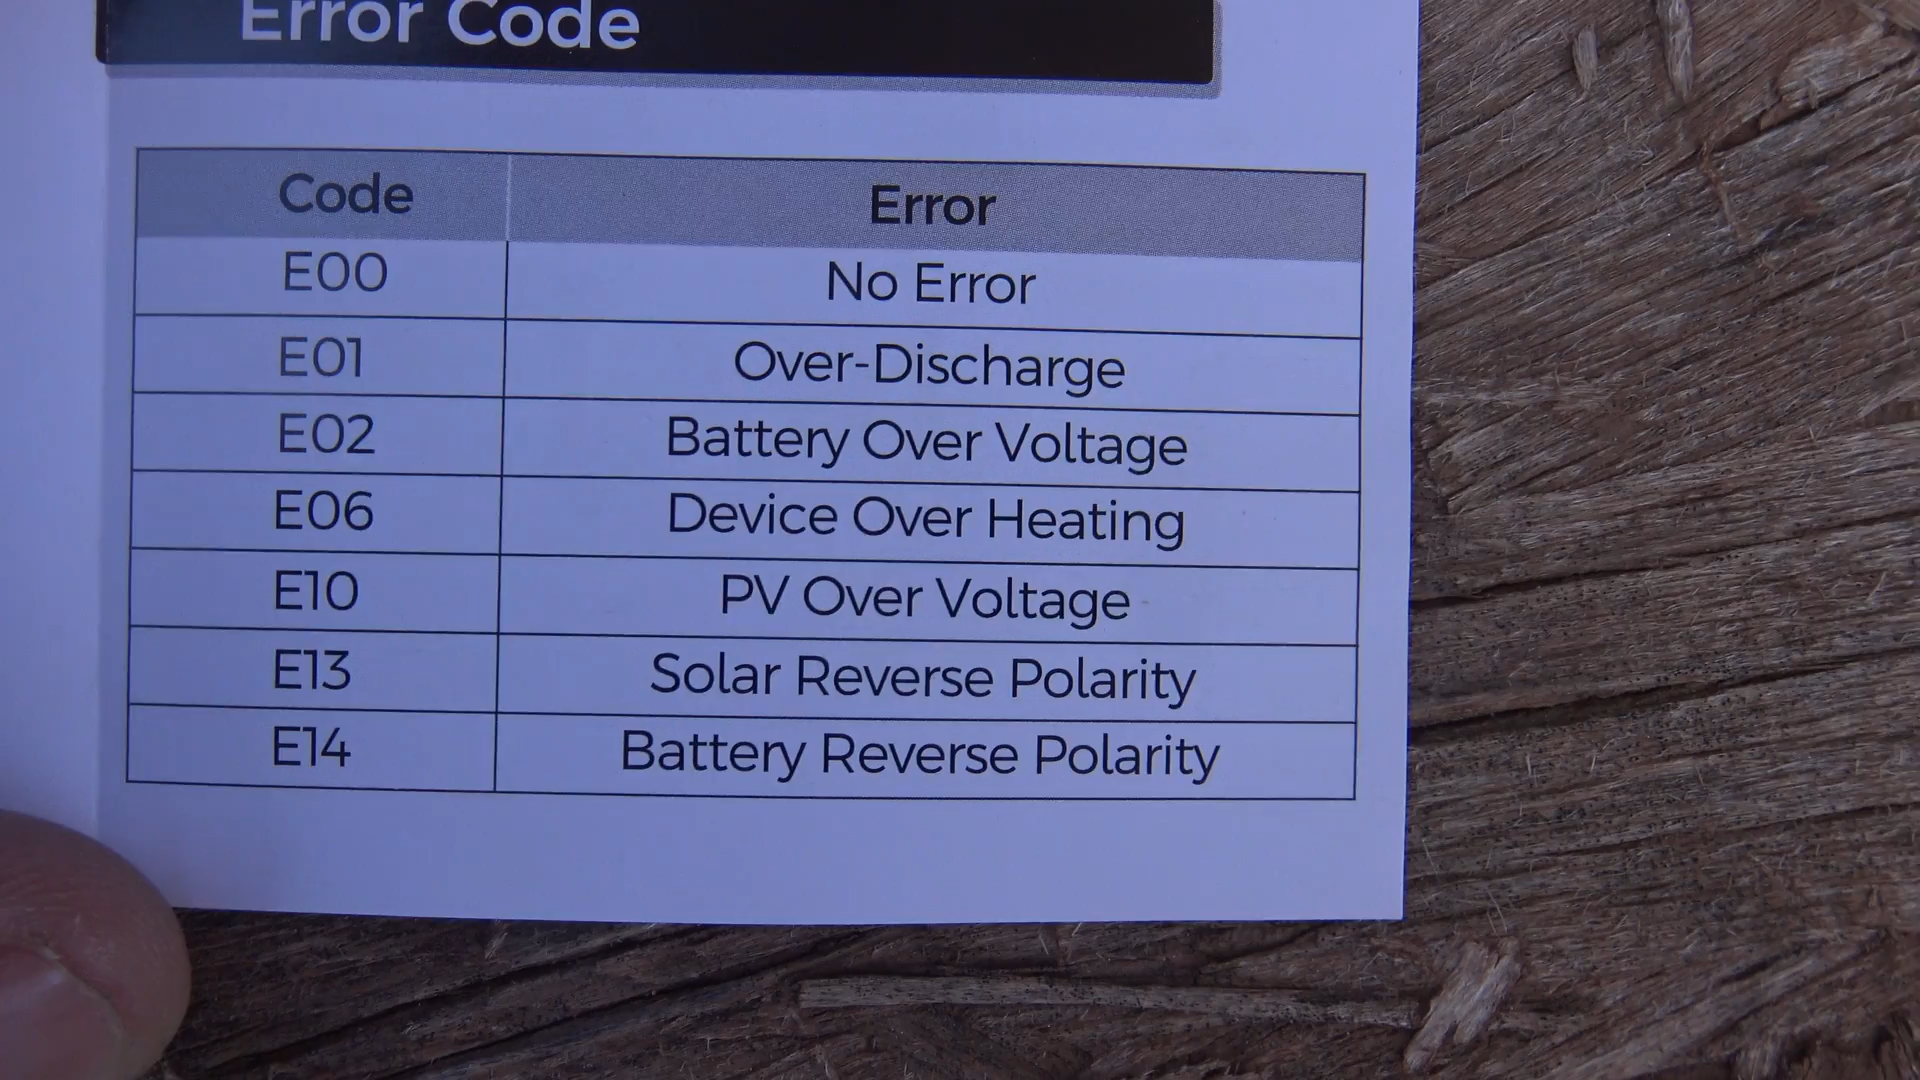 Error Code
Code Error
E00 No Error
E01 Over-Discharge
E02 Battery Over Voltage
E06 Device Over Heating
E10 PV Over Voltage
E13 Solar Reverse Polarity
E14 Battery Reverse Polarity